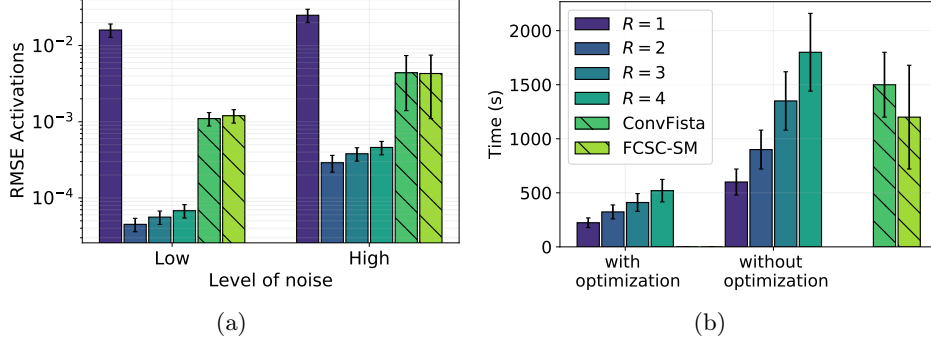 RMSE Activations
10⁻²
10⁻³
10⁻⁴
Low
High
Level of noise
(a)
Time (s)
2000
1500
1000
500
0
R = 1
R = 2
R = 3
R = 4
ConvFista
FCSC-SM
with
optimization
without
optimization
(b)